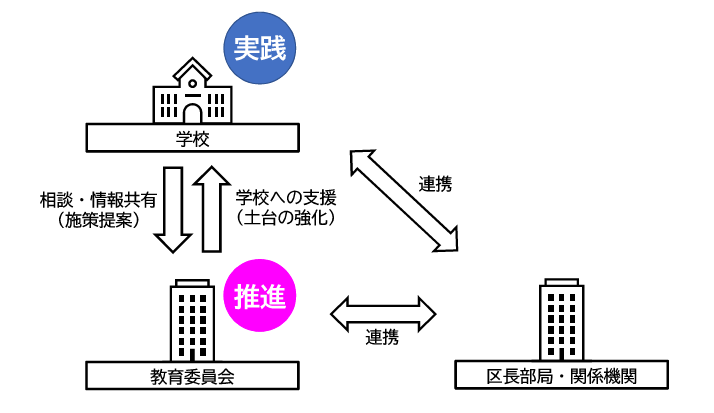 実践
学校
相談・情報共有
（施策提案）
学校への支援
（土台の強化）
連携
推進
教育委員会
連携
区長部局・関係機関